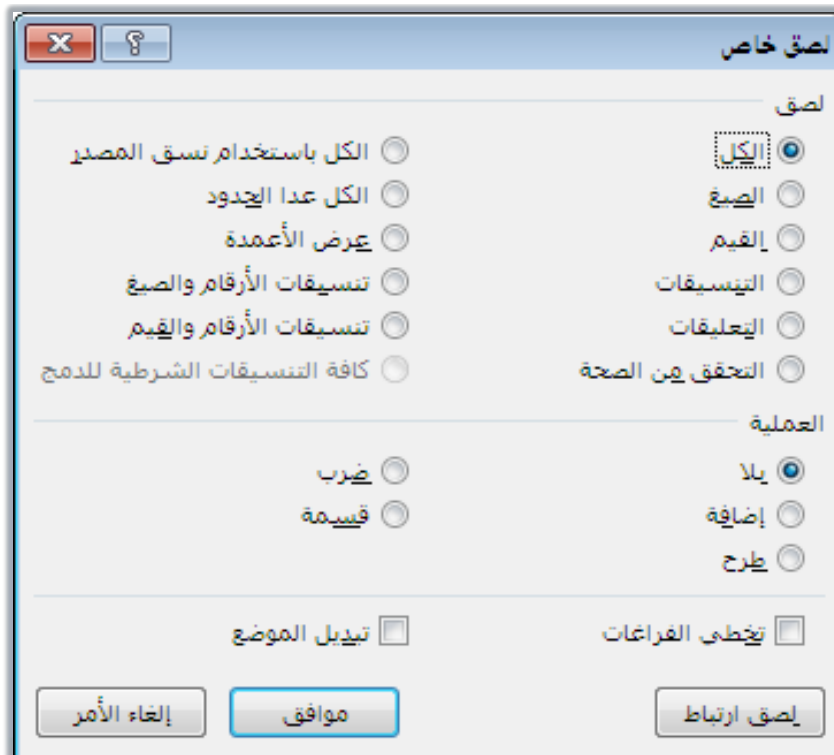 لصق خاص
لصق
الكل
الكل باستخدام نسق المصدر
الصيغ
الكل عدا الحدود
القيم
عرض الأعمدة
التنسيقات
تنسيقات الأرقام والصيغ
التعليقات
تنسيقات الأرقام والقيم
التحقق من الصحة
كافة التنسيقات الشرطية للدمج
العملية
بلا
ضرب
إضافة
قسمة
طرح
تخطي الفراغات
تبديل الموضع
لصق ارتباط
موافق
إلغاء الأمر